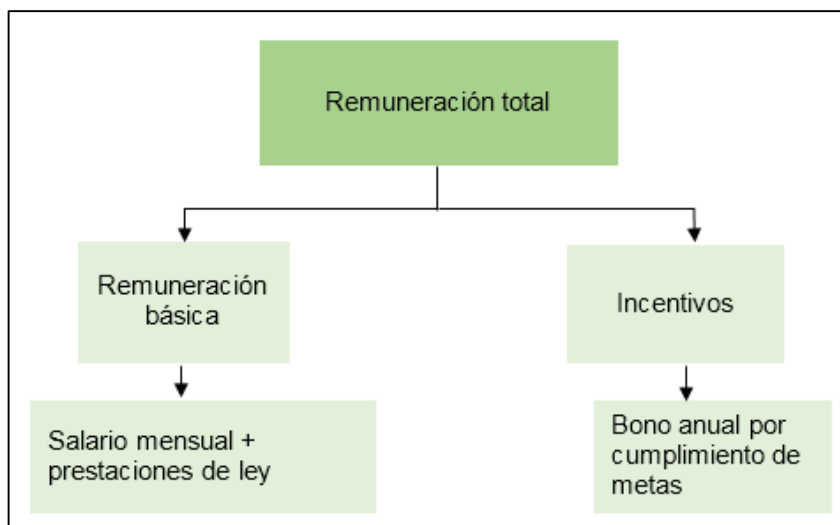 Remuneración total
Remuneración
básica
Incentivos
Salario mensual +
prestaciones de ley
Bono anual por
cumplimiento de
metas